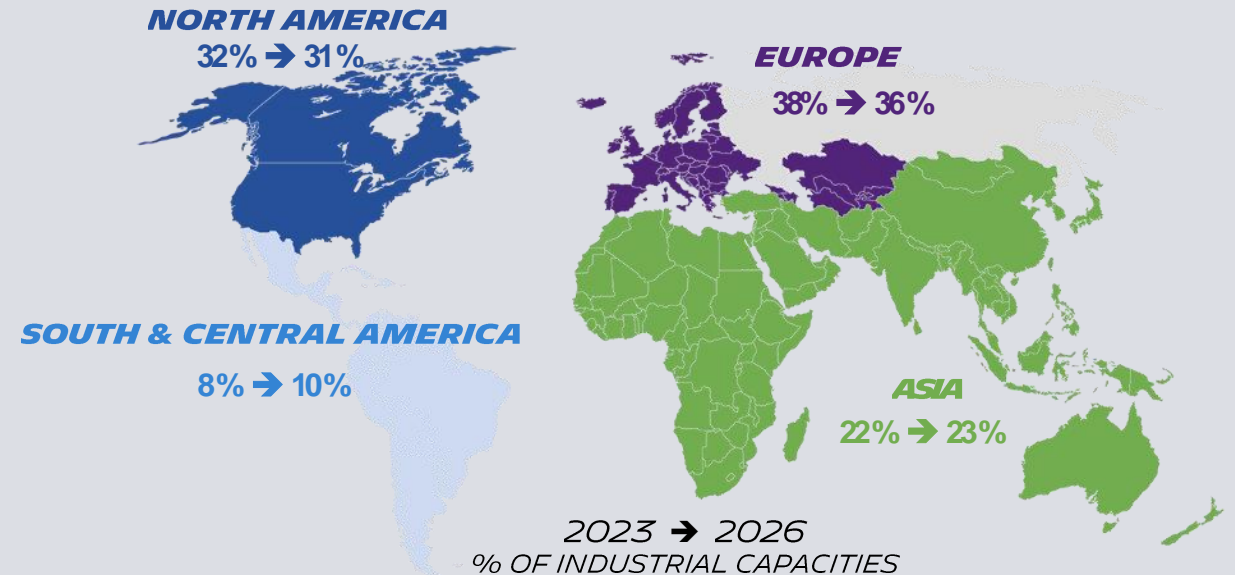 NORTH AMERICA
32% ➔ 31%
EUROPE
38% ➔ 36%
SOUTH & CENTRAL AMERICA
8% ➔ 10%
ASIA
22% ➔ 23%
2023 ➔ 2026
% OF INDUSTRIAL CAPACITIES